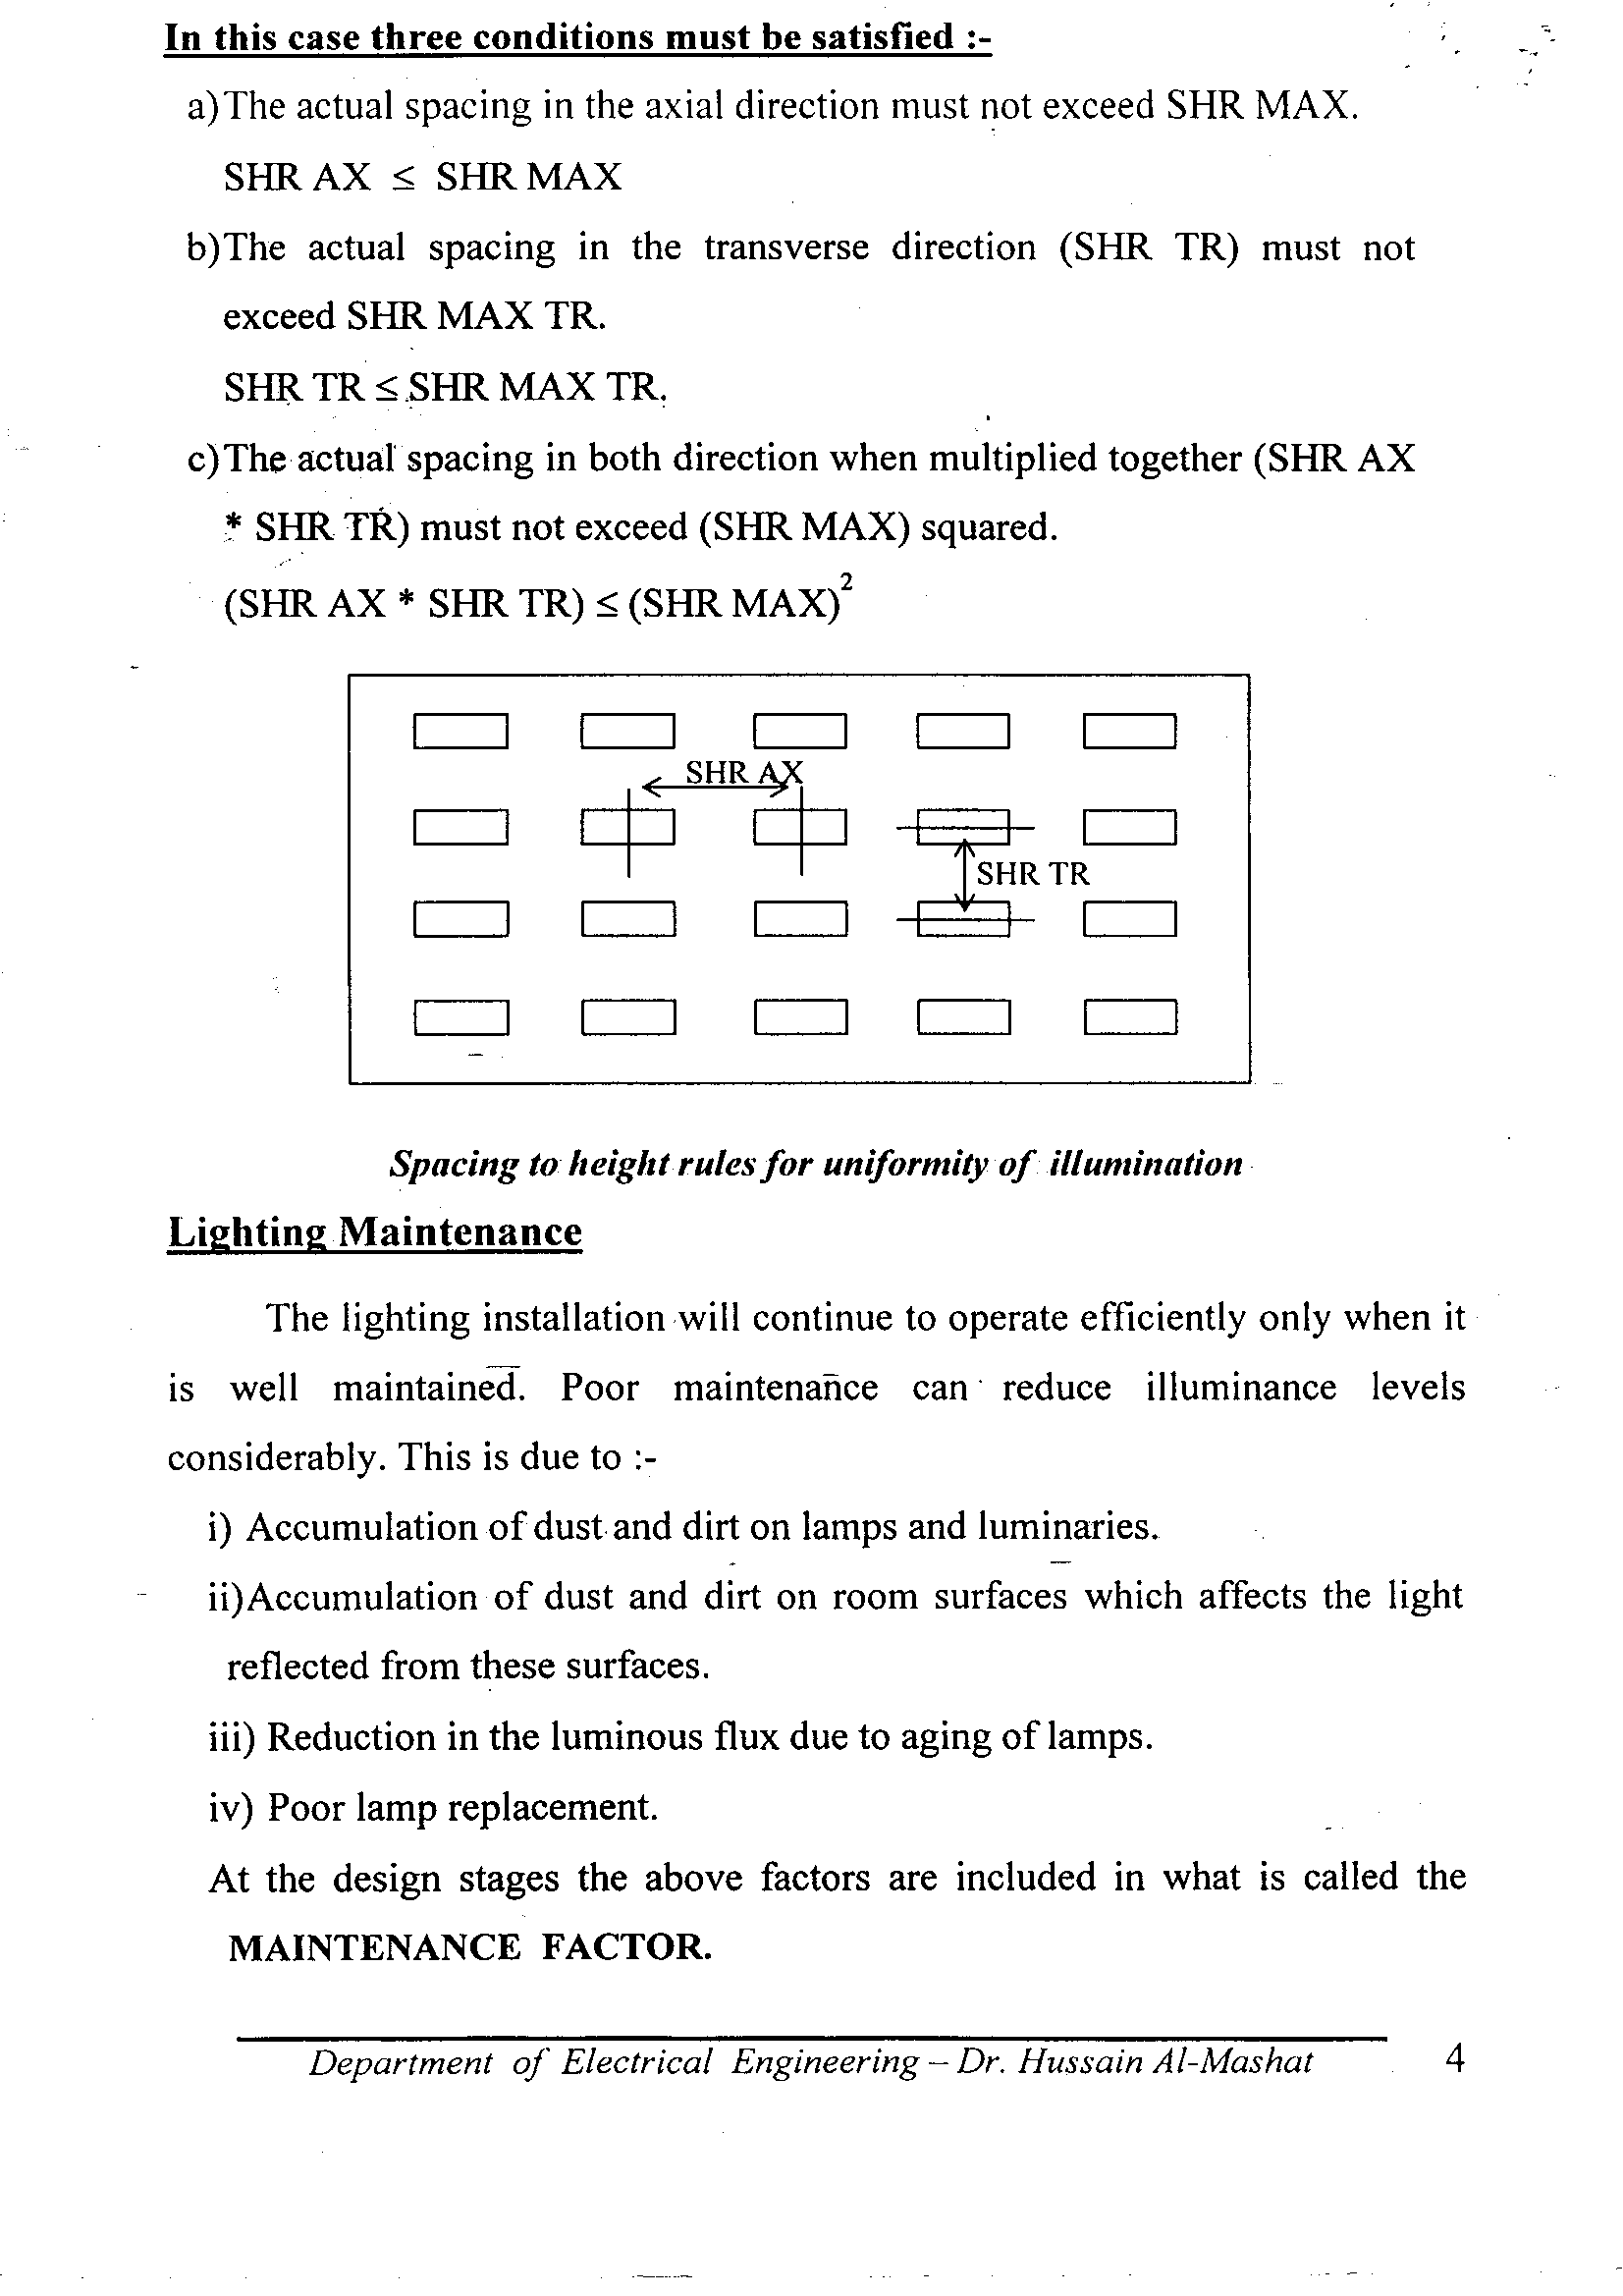 In this case three conditions must be satisfied :-
a)The actual spacing in the axial direction must not exceed SHR MAX.
SHR AX ≤ SHR MAX
b)The actual spacing in the transverse direction (SHR TR) must not
exceed SHR MAX TR.
SHR TR ≤ SHR MAX TR.
c)The actual spacing in both direction when multiplied together (SHR AX
* SHR TR) must not exceed (SHR MAX) squared.
(SHR AX * SHR TR) ≤ (SHR MAX)²
SHR AX
SHR TR
Spacing to height rules for uniformity of illumination
Lighting Maintenance
The lighting installation will continue to operate efficiently only when it
is well maintained. Poor maintenance can reduce illuminance levels
considerably. This is due to :-
i) Accumulation of dust and dirt on lamps and luminaries.
ii)Accumulation of dust and dirt on room surfaces which affects the light
reflected from these surfaces.
iii) Reduction in the luminous flux due to aging of lamps.
iv) Poor lamp replacement.
At the design stages the above factors are included in what is called the
MAINTENANCE FACTOR.
Department of Electrical Engineering – Dr. Hussain Al-Mashat 4